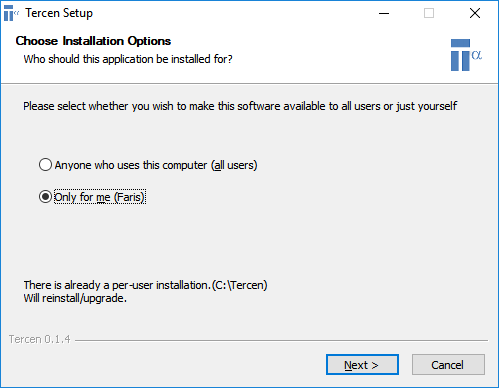 Tercen Setup
Choose Installation Options
Who should this application be installed for?
α
Please select whether you wish to make this software available to all users or just yourself
Anyone who uses this computer (all users)
Only for me (Faris)
There is already a per-user installation.(C:\Tercen)
Will reinstall/upgrade.
Tercen 0.1.4
Next >
Cancel